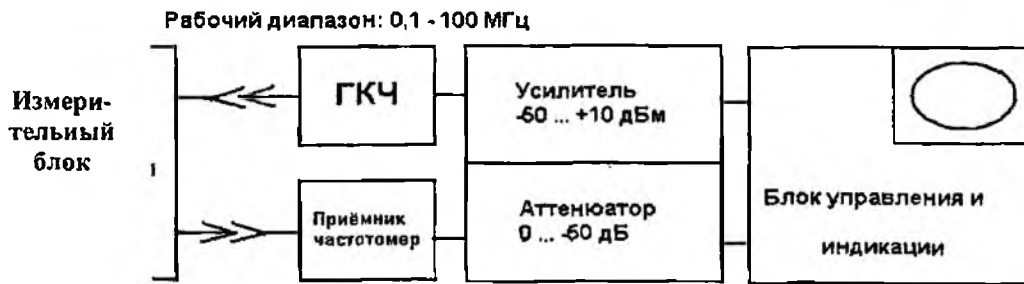 Рабочий диапазон: 0,1 - 100 МГц
Измери-
тельный
блок
1
ГКЧ
Усилитель
-60 ... +10 дБм
Приёмник
частотомер
Аттенюатор
0 ... -60 дБ
Блок управления и
индикации